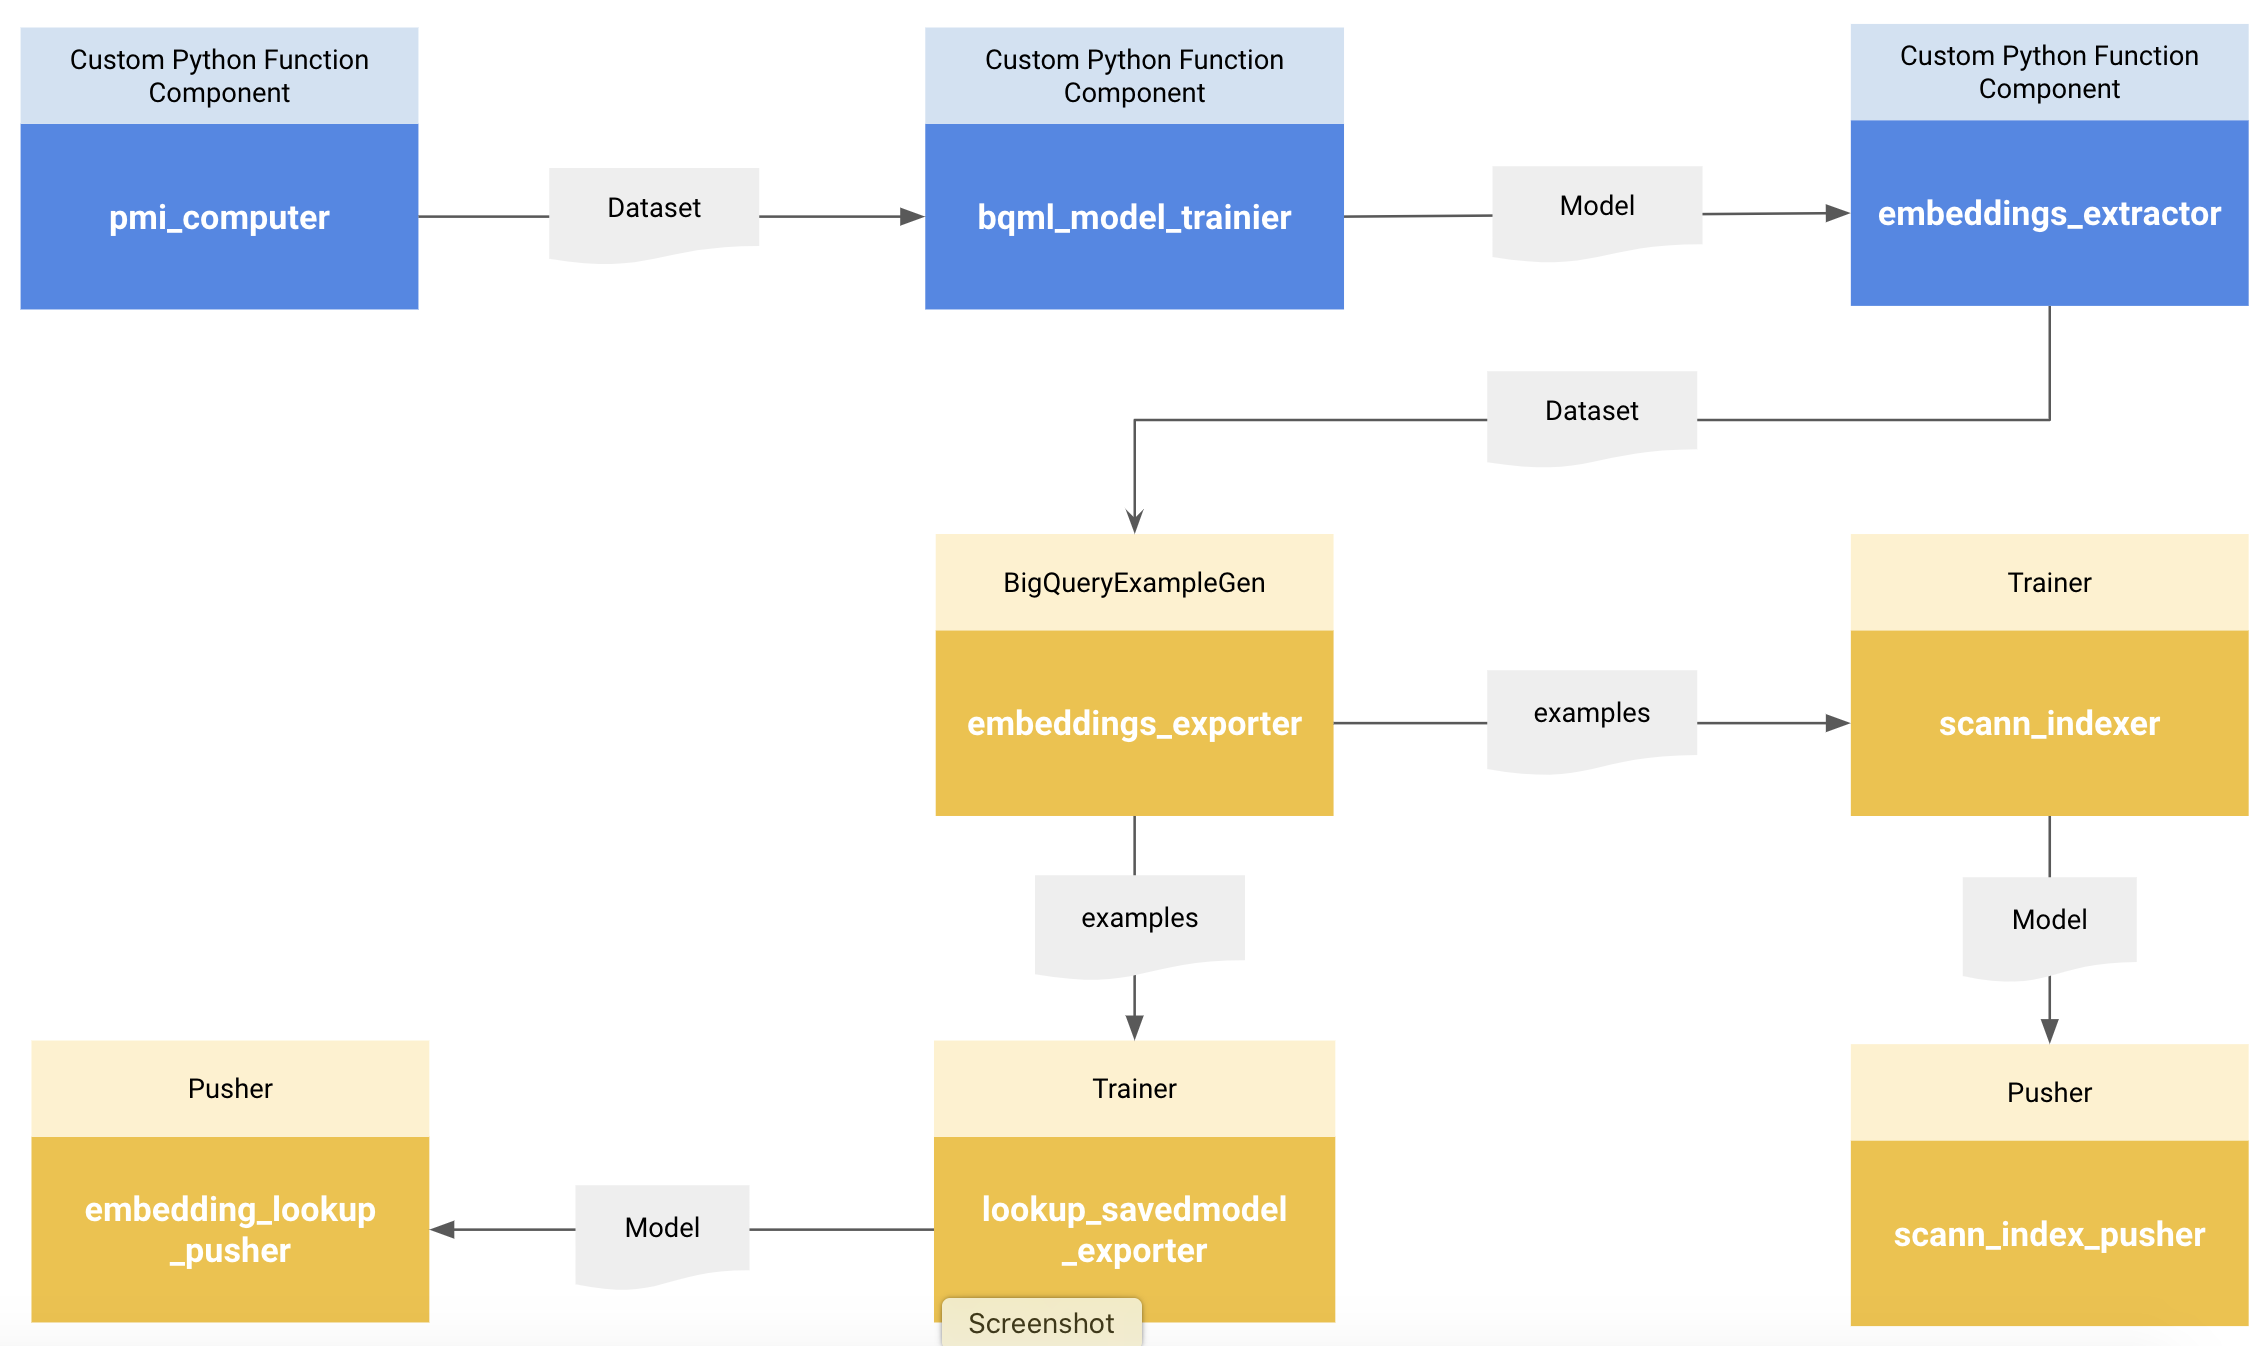 Custom Python Function
Component
pmi_computer
Dataset
Custom Python Function
Component
bqml_model_trainier
Model
Custom Python Function
Component
embeddings_extractor
Dataset
BigQueryExampleGen
embeddings_exporter
examples
Trainer
scann_indexer
examples
Model
Pusher
embedding_lookup
_pusher
Model
Trainer
lookup_savedmodel
_exporter
Pusher
scann_index_pusher
Screenshot